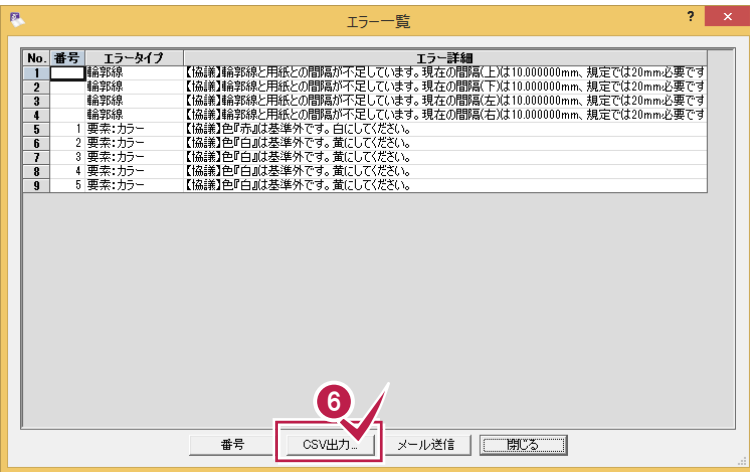 エラー一覧
? ×
No. 番号 エラータイプ エラー詳細
1 輪郭線 【協議】輪郭線と用紙との間隔が不足しています。現在の間隔(上)は10.000000mm、規定では20mm必要です
2 輪郭線 【協議】輪郭線と用紙との間隔が不足しています。現在の間隔(下)は10.000000mm、規定では20mm必要です
3 輪郭線 【協議】輪郭線と用紙との間隔が不足しています。現在の間隔(左)は10.000000mm、規定では20mm必要です
4 輪郭線 【協議】輪郭線と用紙との間隔が不足しています。現在の間隔(右)は10.000000mm、規定では20mm必要です
5 1 要素:カラー 【協議】色『赤』は基準外です。白にしてください。
6 2 要素:カラー 【協議】色『白』は基準外です。黄にしてください。
7 3 要素:カラー 【協議】色『白』は基準外です。黄にしてください。
8 4 要素:カラー 【協議】色『白』は基準外です。黄にしてください。
9 5 要素:カラー 【協議】色『白』は基準外です。黄にしてください。
6
番号 CSV出力... メール送信 閉じる